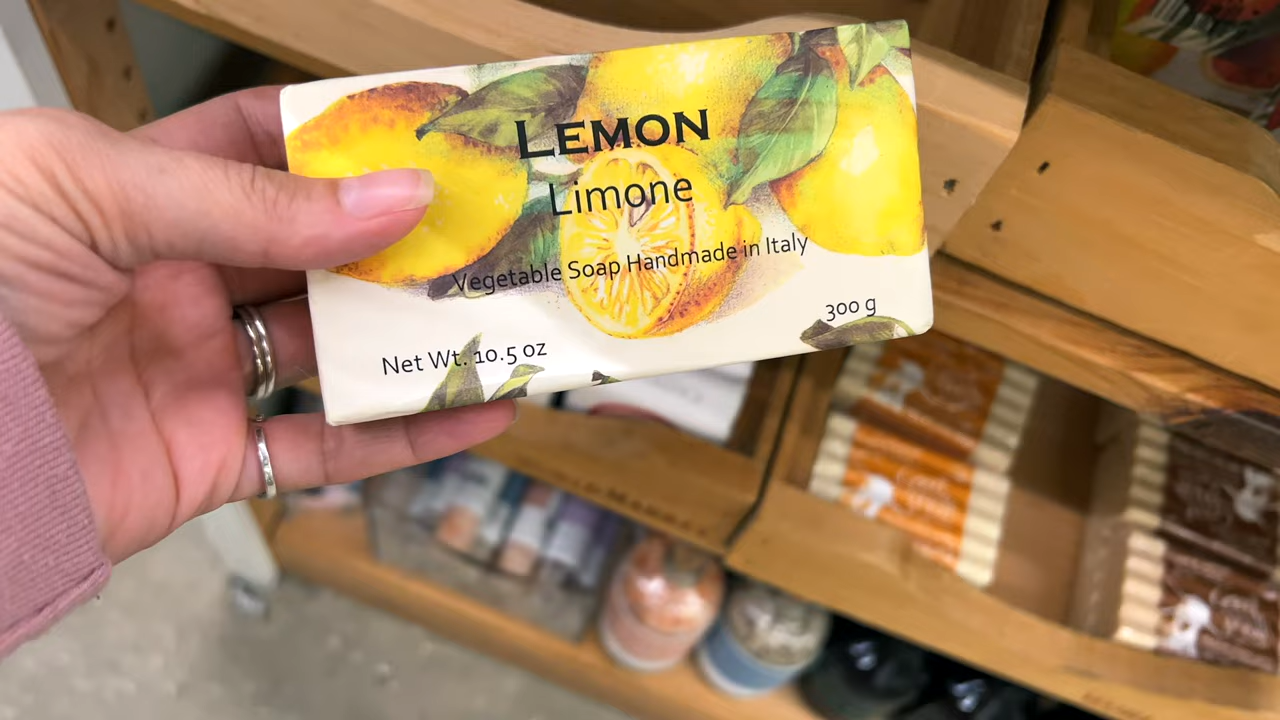 LEMON
Limone
Vegetable Soap Handmade in Italy
300 g
Net Wt. 10.5 oz